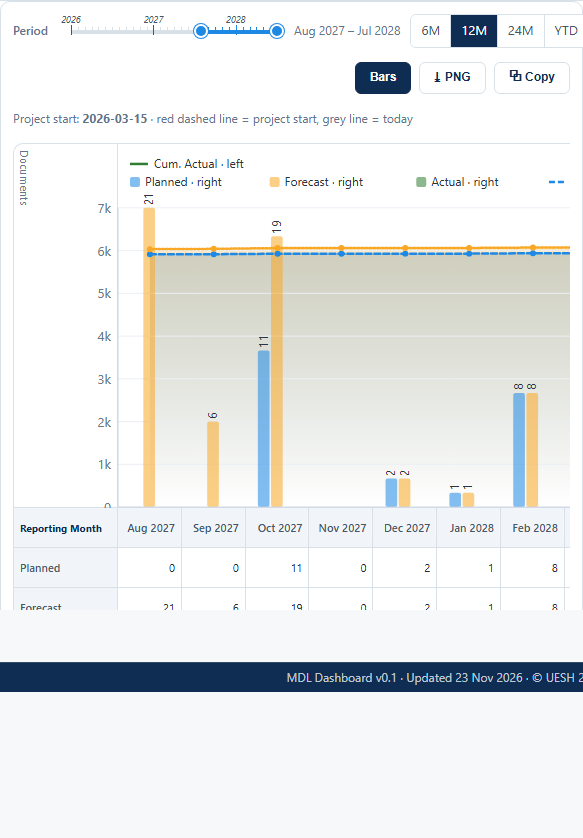 Period 2026 2027 2028 Aug 2027 – Jul 2028 6M 12M 24M YTD
Bars PNG Copy
Project start: 2026-03-15 · red dashed line = project start, grey line = today
Documents
Cum. Actual · left
Planned · right Forecast · right Actual · right
7k
6k
5k
4k
3k
2k
1k
0
21
6
11
19
2
2
1
1
8
8
Reporting Month Aug 2027 Sep 2027 Oct 2027 Nov 2027 Dec 2027 Jan 2028 Feb 2028
Planned 0 0 11 0 2 1 8
Forecast 21 6 19 0 2 1 8
MDL Dashboard v0.1 · Updated 23 Nov 2026 · © UESH